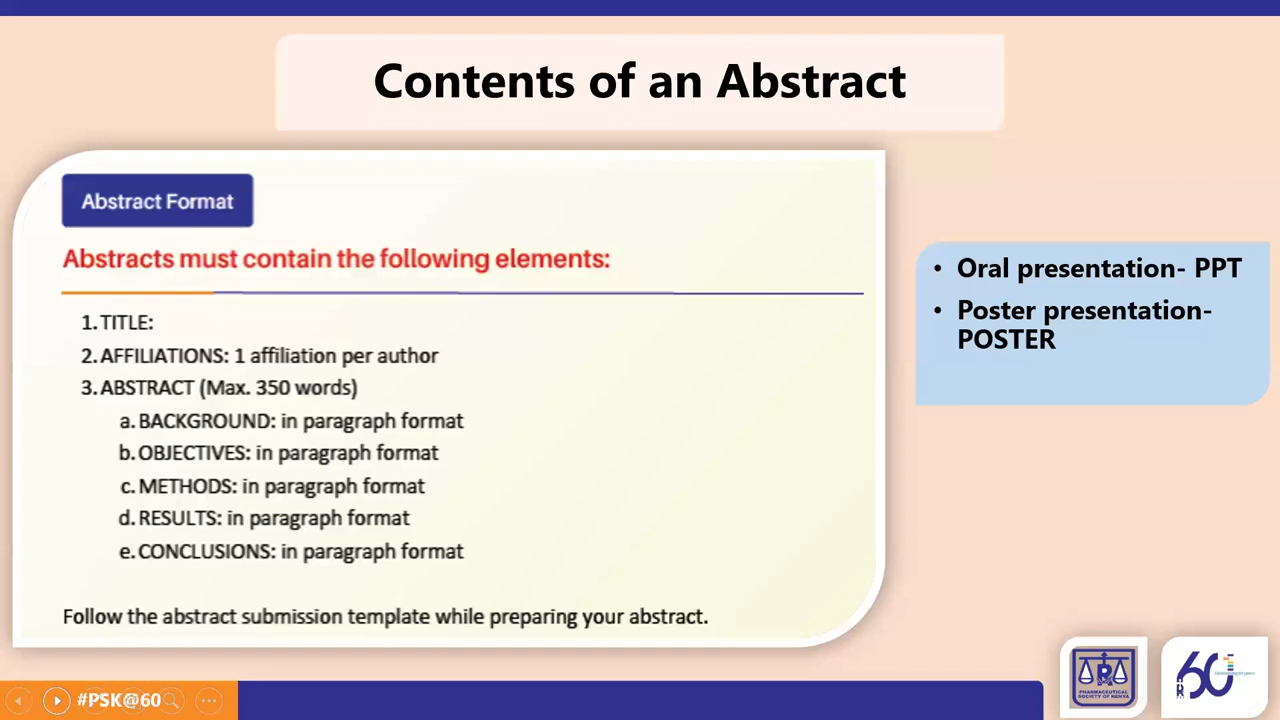 Contents of an Abstract
Abstract Format
Abstracts must contain the following elements:
1. TITLE:
2. AFFILIATIONS: 1 affiliation per author
3. ABSTRACT (Max. 350 words)
a. BACKGROUND: in paragraph format
b. OBJECTIVES: in paragraph format
c. METHODS: in paragraph format
d. RESULTS: in paragraph format
e. CONCLUSIONS: in paragraph format
Follow the abstract submission template while preparing your abstract.
• Oral presentation- PPT
• Poster presentation-
POSTER
#PSK@60
PHARMACEUTICAL
SOCIETY OF KENYA
60